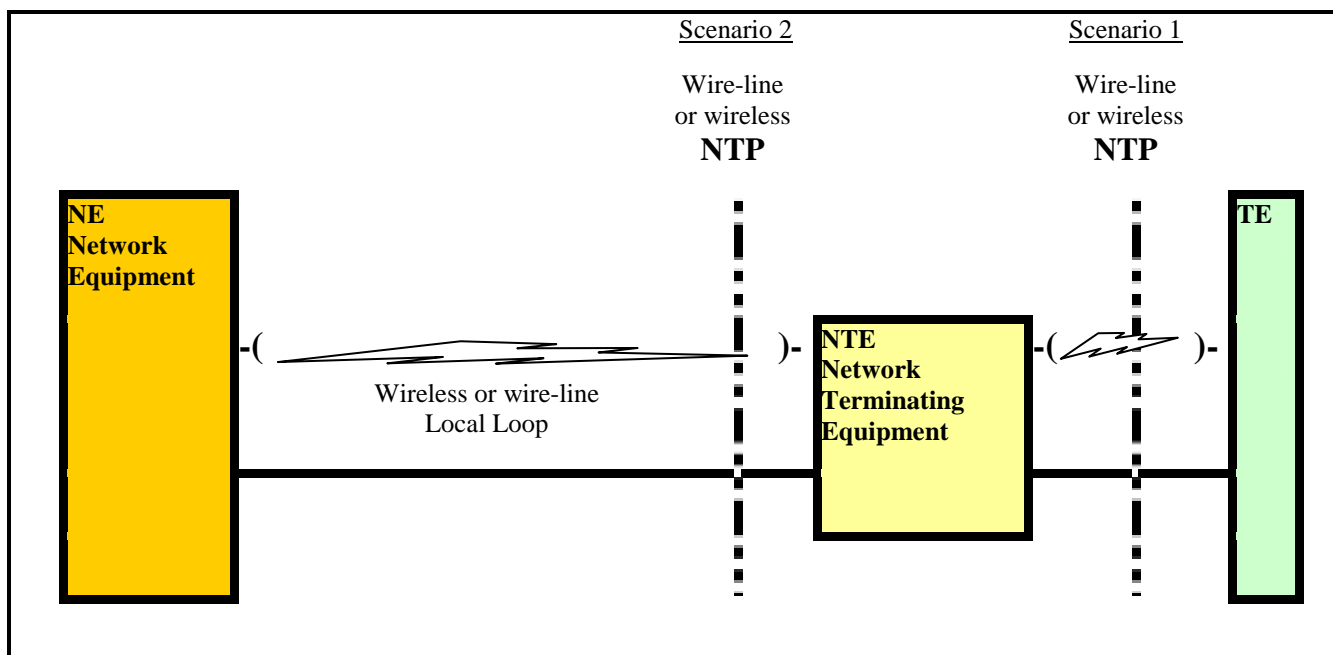 Scenario 2
Wire-line
or wireless
NTP
Scenario 1
Wire-line
or wireless
NTP
NE
Network
Equipment
-(
)-
Wireless or wire-line
Local Loop
NTE
Network
Terminating
Equipment
-(
)-
TE